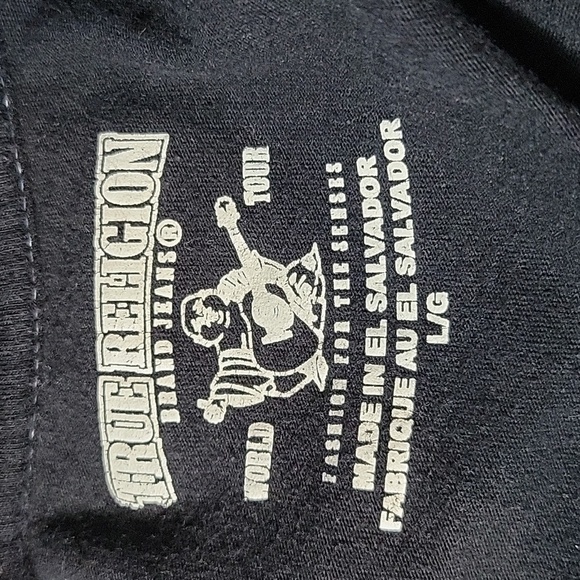 TRUE RELIGION
BRAND JEANS®
WORLD TOUR
FASHION FOR THE SENSES
MADE IN EL SALVADOR
FABRIQUE AU EL SALVADOR
L/G